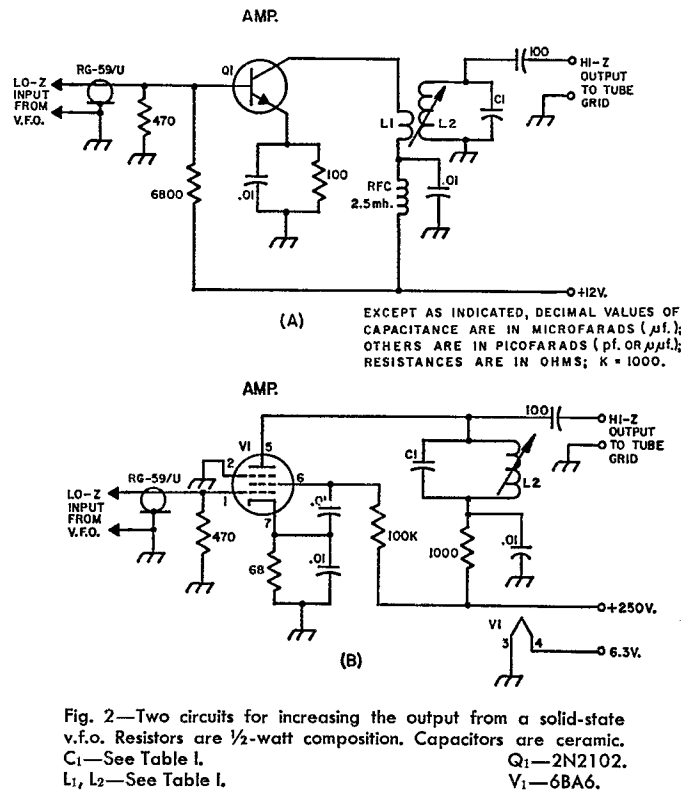 AMP.
RG-59/U
LO-Z
INPUT
FROM
V.F.O.
470
6800
Q1
.01
100
L1
L2
C1
100
HI-Z
OUTPUT
TO TUBE
GRID
RFC
2.5mh.
.01
+12V.
(A)
EXCEPT AS INDICATED, DECIMAL VALUES OF
CAPACITANCE ARE IN MICROFARADS (µf.);
OTHERS ARE IN PICOFARADS (pf. OR µµf.);
RESISTANCES ARE IN OHMS; K = 1000.
AMP.
RG-59/U
LO-Z
INPUT
FROM
V.F.O.
470
V1
5
2
1
6
7
68
.01
.01
100K
C1
L2
100
HI-Z
OUTPUT
TO TUBE
GRID
1000
.01
+250V.
V1
3
4
6.3V.
(B)
Fig. 2—Two circuits for increasing the output from a solid-state
v.f.o. Resistors are ½-watt composition. Capacitors are ceramic.
C₁—See Table I.
Q₁—2N2102.
L₁, L₂—See Table I.
V₁—6BA6.